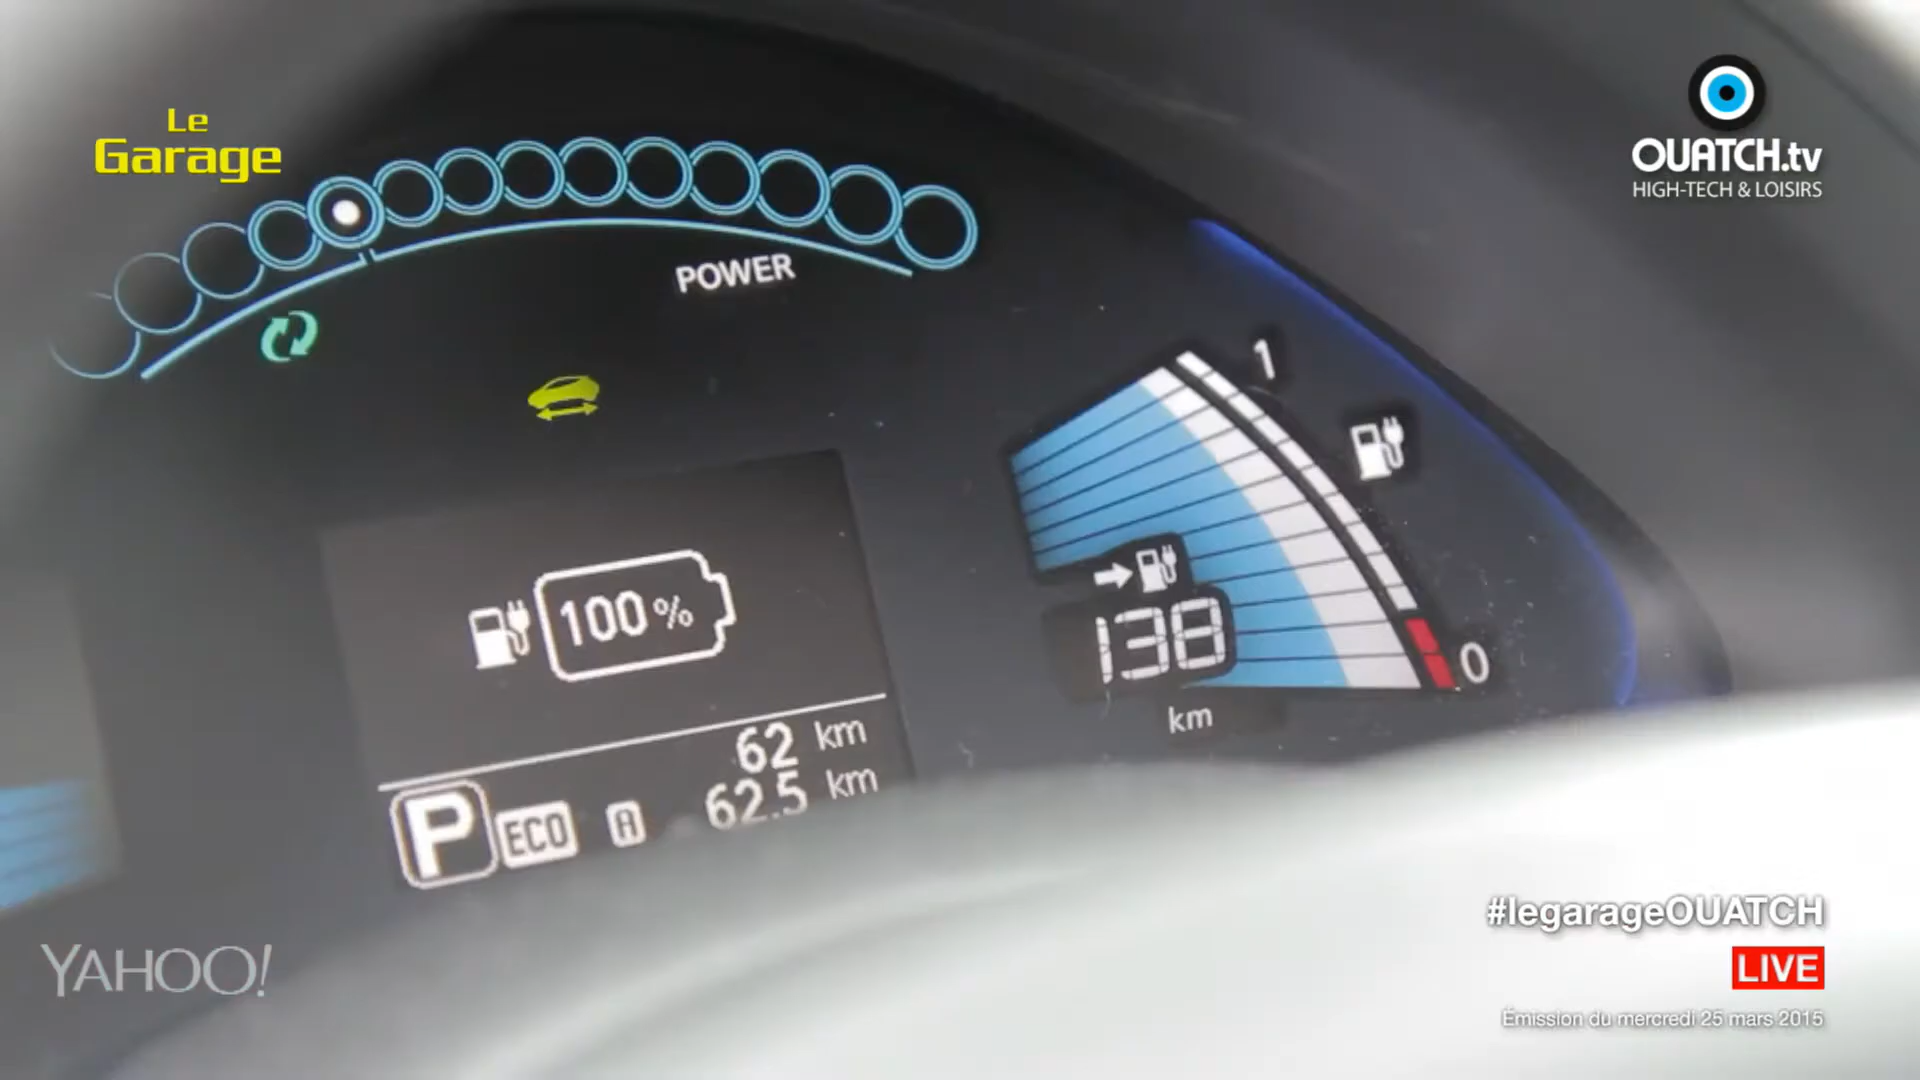 Le
Garage
OUATCH.tv
HIGH-TECH & LOISIRS
POWER
1
100%
138
0
km
62 km
62.5 km
P ECO A
#legarageOUATCH
LIVE
YAHOO!
Émission du mercredi 25 mars 2015